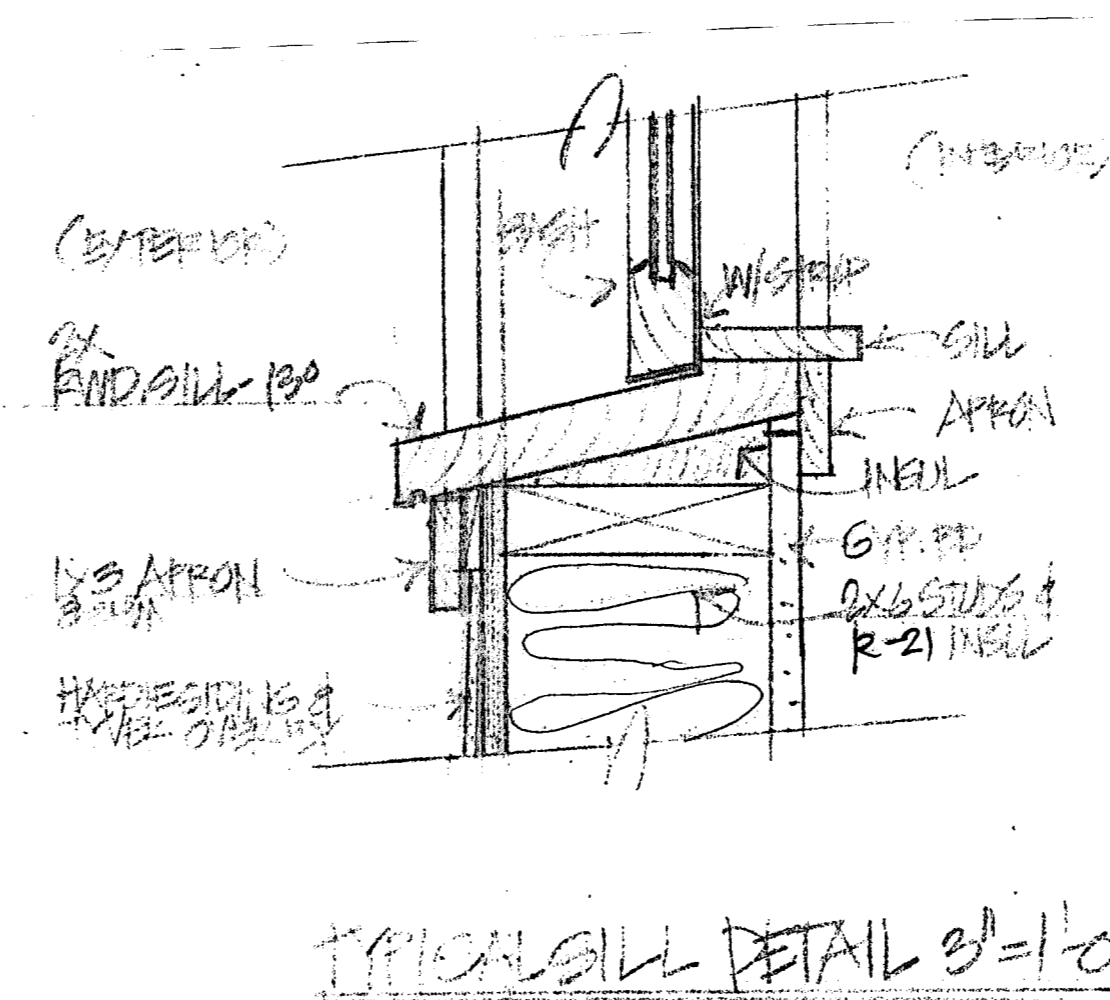 (INTERIOR)
(EXTERIOR)
SASH
W/STRIP
2X
SILL - 13°
SILL
APRON
INSUL
GYP. BD
1X3 APRON
2X6 STUDS &
R-21 INSUL
HARDIESIDING &
TYPICAL SILL DETAIL 3"=1'-0